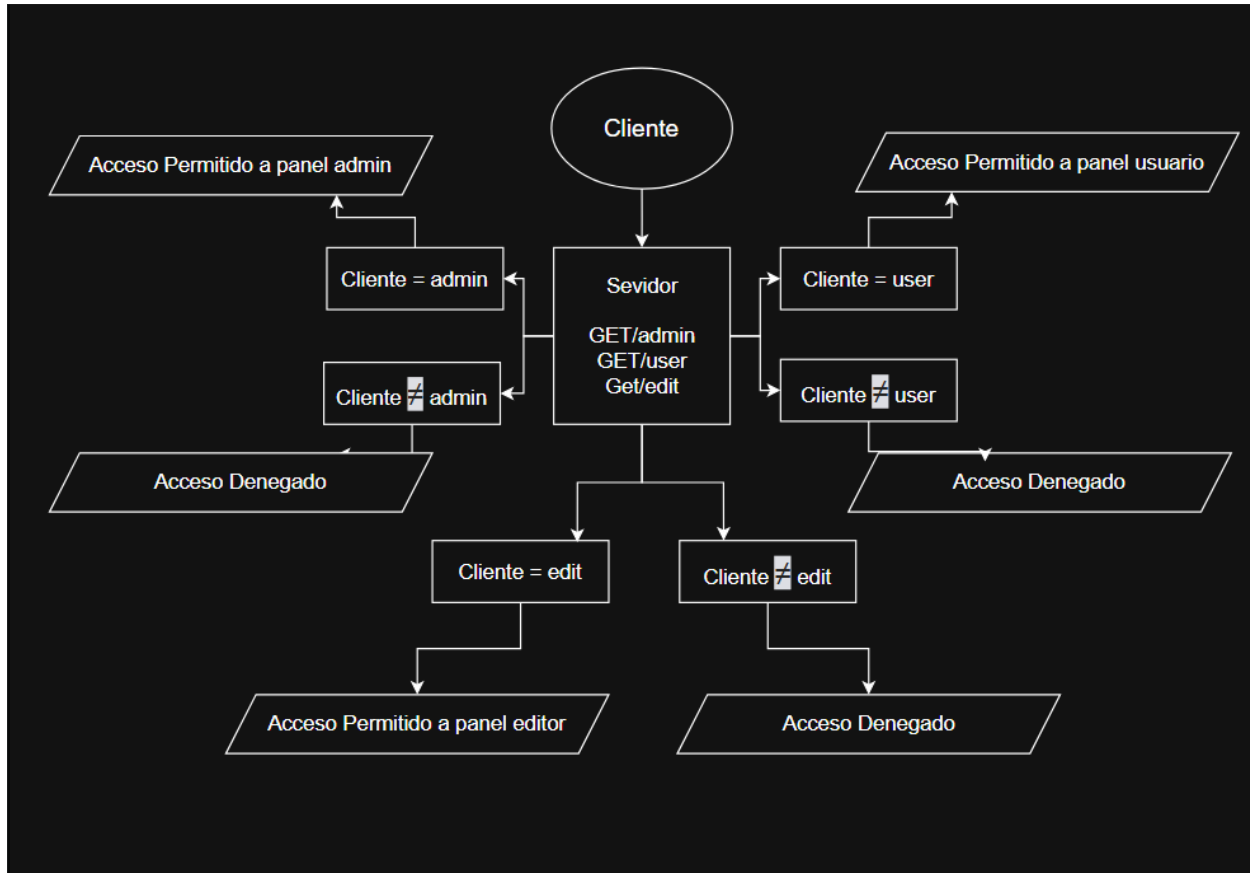 Cliente
Acceso Permitido a panel admin
Acceso Permitido a panel usuario
Cliente = admin
Sevidor
GET/admin
GET/user
Get/edit
Cliente = user
Cliente ≠ admin
Cliente ≠ user
Acceso Denegado
Acceso Denegado
Cliente = edit
Cliente ≠ edit
Acceso Permitido a panel editor
Acceso Denegado